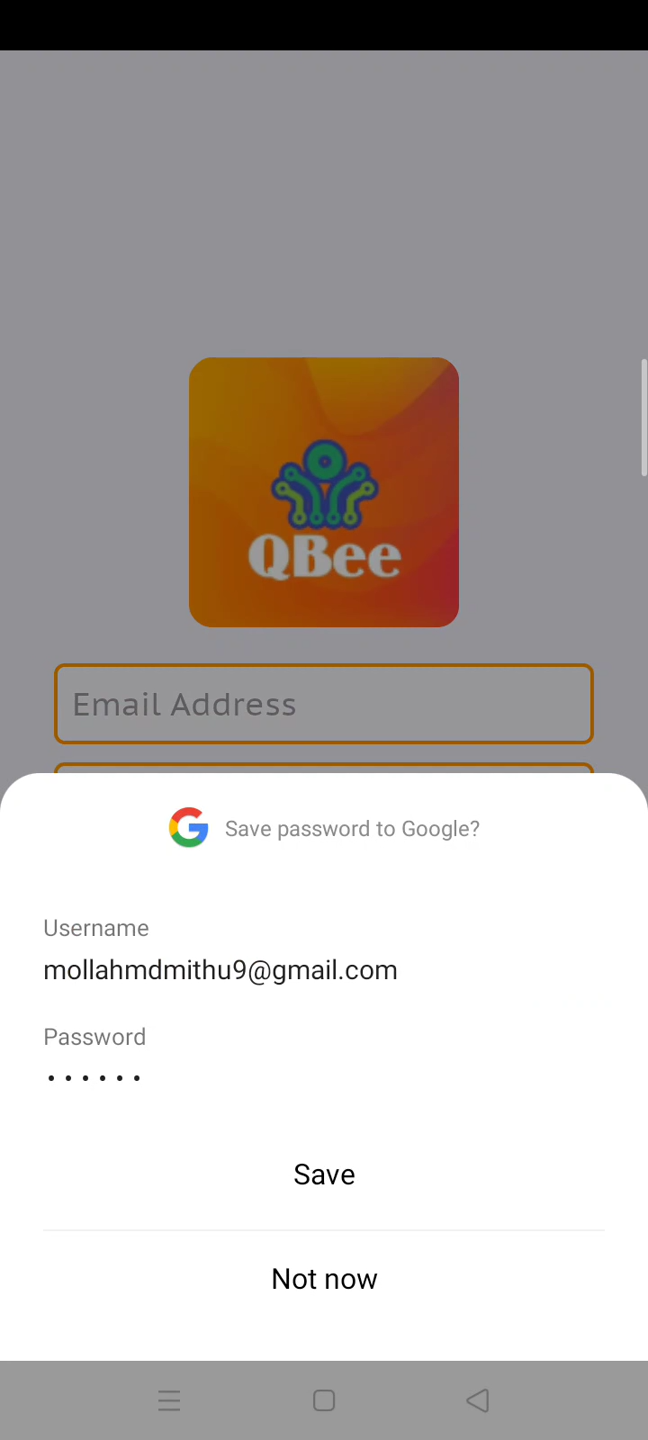 QBee
Email Address
Save password to Google?
Username
mollahmdmithu9@gmail.com
Password
••••••
Save
Not now